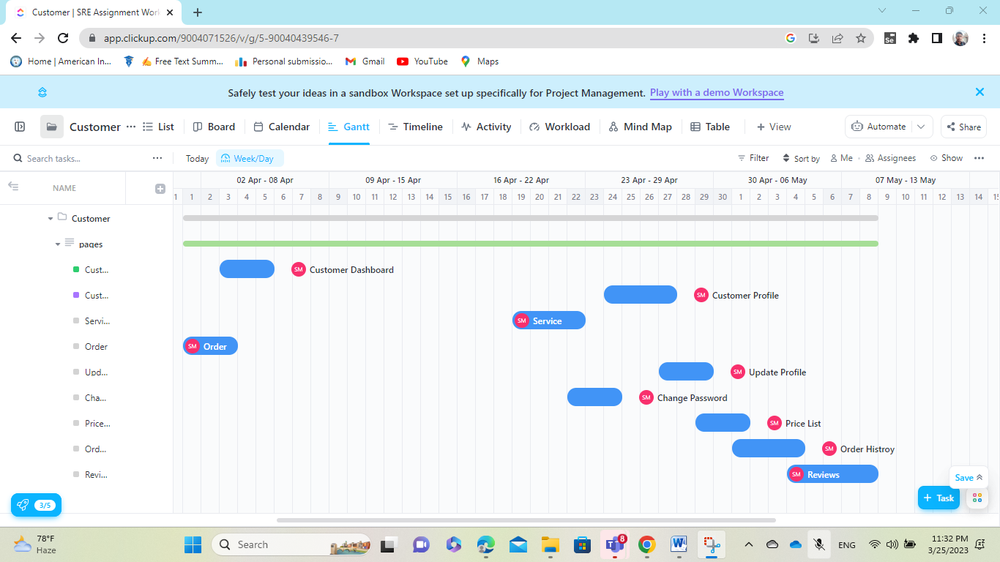 Customer | SRE Assignment Work
app.clickup.com/9004071526/v/g/5-90040439546-7
Se
Home | American In... Free Text Summ... Personal submissio... Gmail YouTube Maps
Safely test your ideas in a sandbox Workspace set up specifically for Project Management. Play with a demo Workspace
Customer ··· List Board Calendar Gantt Timeline Activity Workload Mind Map Table + View Automate Share
Search tasks... ··· Today Week/Day Filter Sort by Me Assignees Show ···
NAME
02 Apr - 08 Apr 09 Apr - 15 Apr 16 Apr - 22 Apr 23 Apr - 29 Apr 30 Apr - 06 May 07 May - 13 May
1 1 2 3 4 5 6 7 8 9 10 11 12 13 14 15 16 17 18 19 20 21 22 23 24 25 26 27 28 29 30 1 2 3 4 5 6 7 8 9 10 11 12 13 14 15
Customer
pages
Cust... SM Customer Dashboard
Cust... SM Customer Profile
Servi... SM Service
Order SM Order
Upd... SM Update Profile
Cha... SM Change Password
Price... SM Price List
Ord... SM Order Histroy
Revi... SM Reviews
Save
3/5
+ Task
78°F
Haze
Search
8
ENG
11:32 PM
3/25/2023